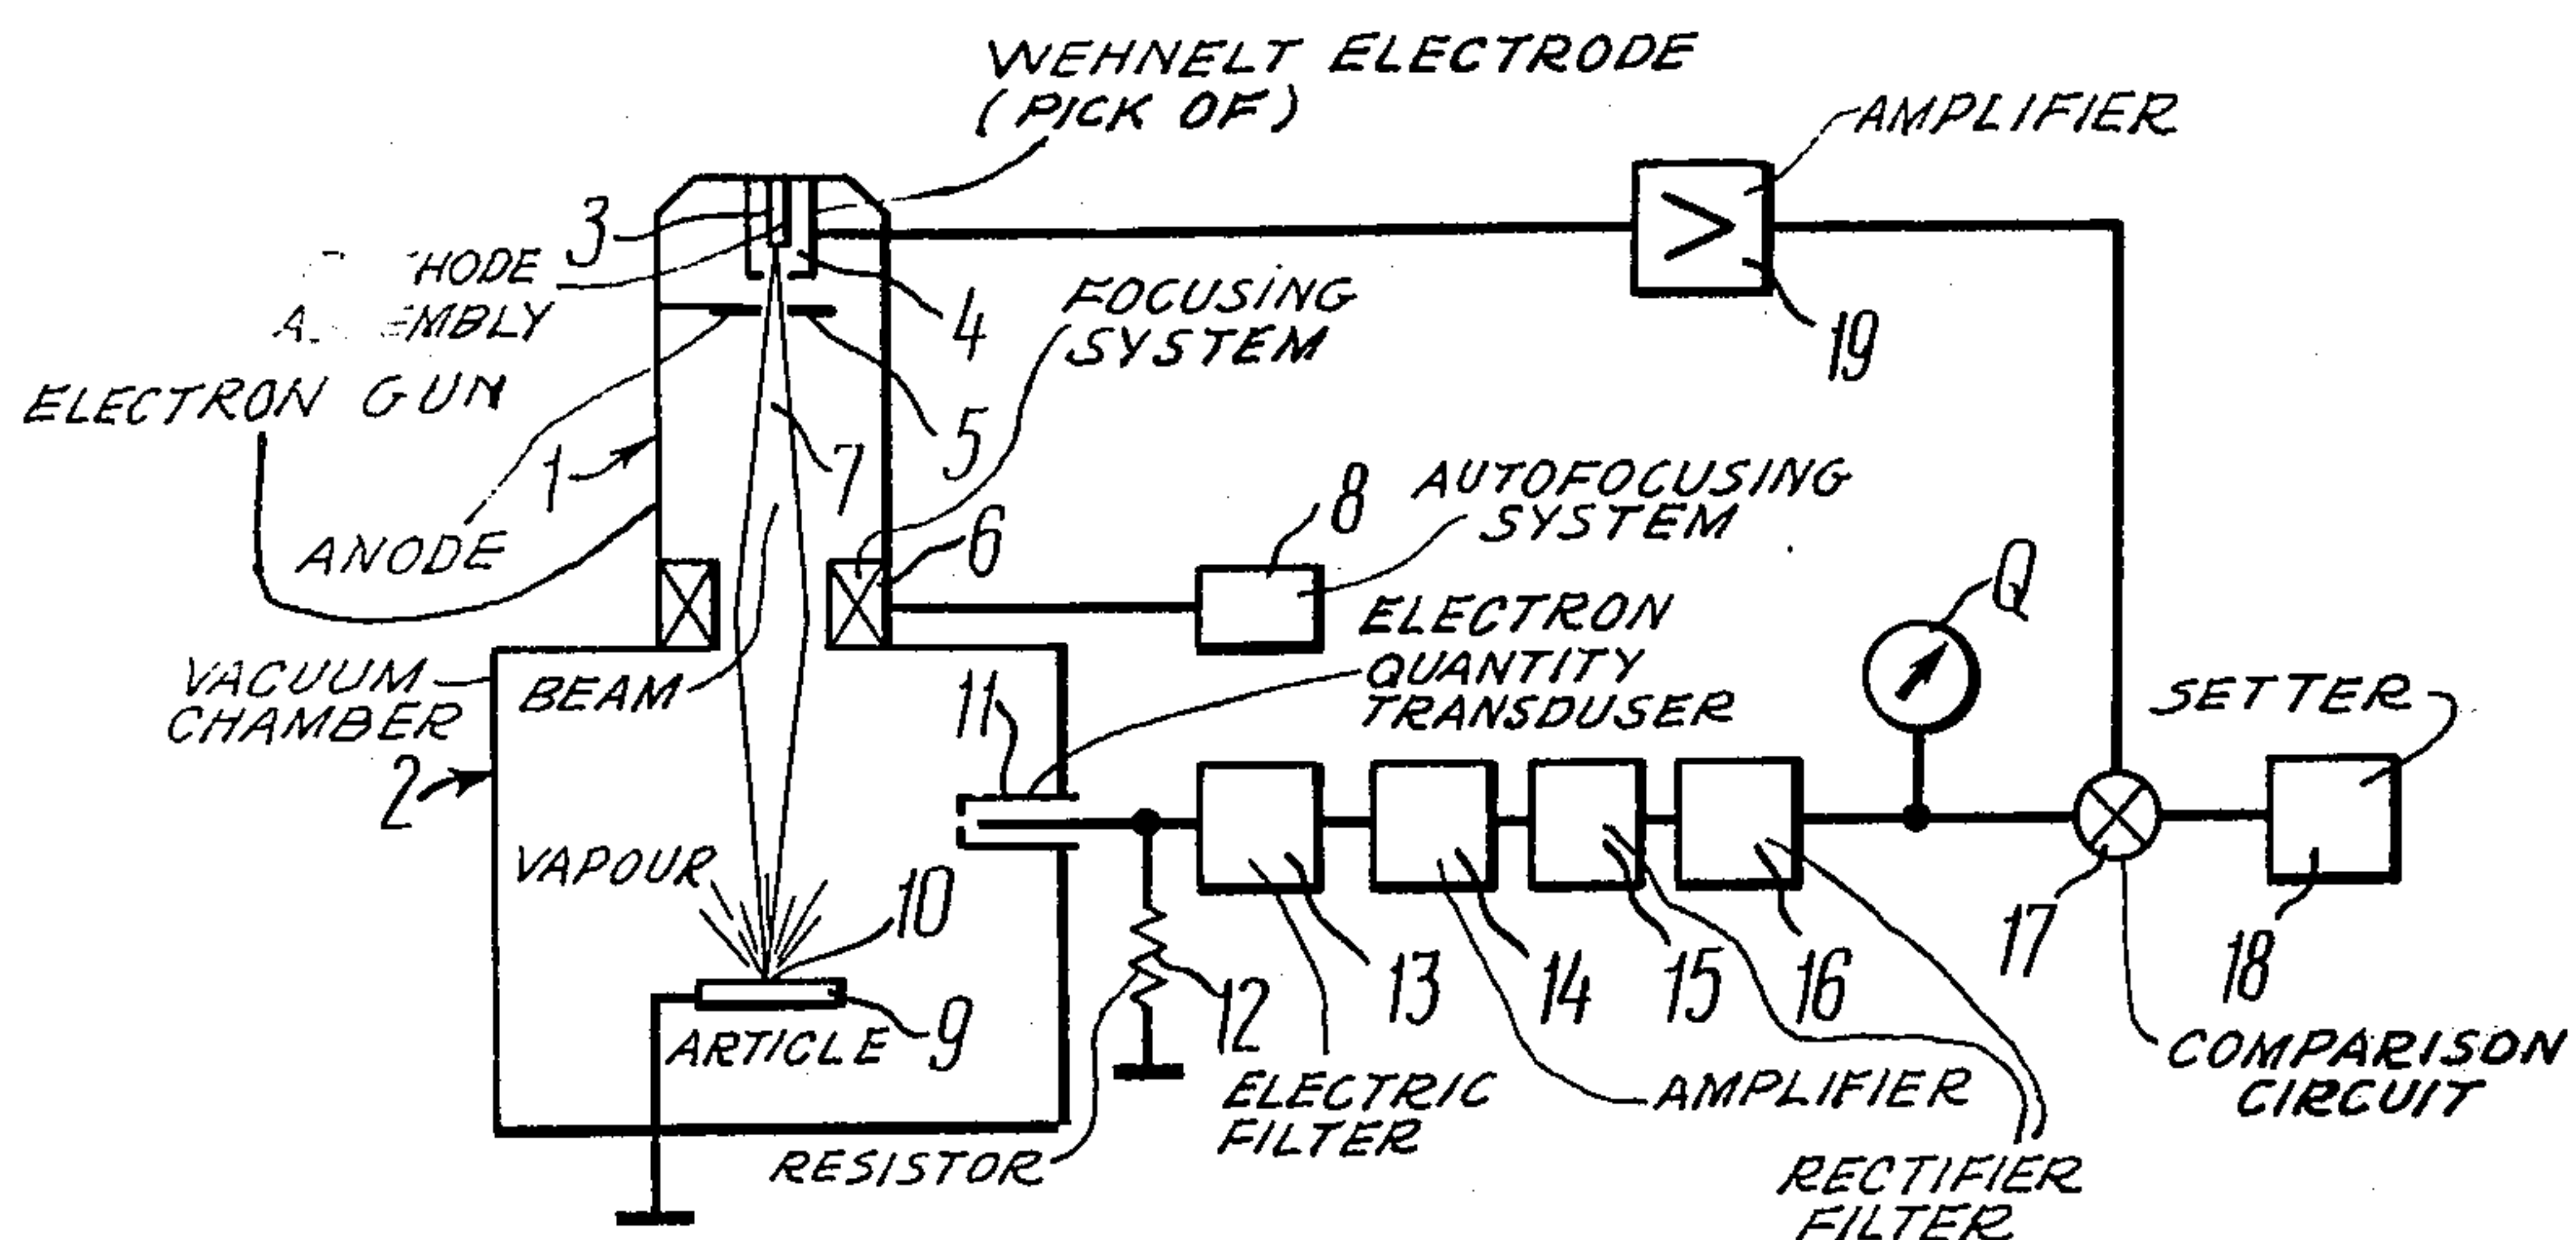 WEHNELT ELECTRODE
(PICK OF)
AMPLIFIER
3
HODE
4
FOCUSING
SYSTEM
EMBLY
19
ELECTRON GUN
5
1
7
8
AUTOFOCUSING
SYSTEM
ANODE
6
Q
ELECTRON
QUANTITY
TRANSDUSER
VACUUM
CHAMBER
BEAM
11
SETTER
2
VAPOUR
10
17
18
13
14
15
16
12
ARTICLE
9
COMPARISON
CIRCUIT
ELECTRIC
FILTER
AMPLIFIER
RESISTOR
RECTIFIER
FILTER